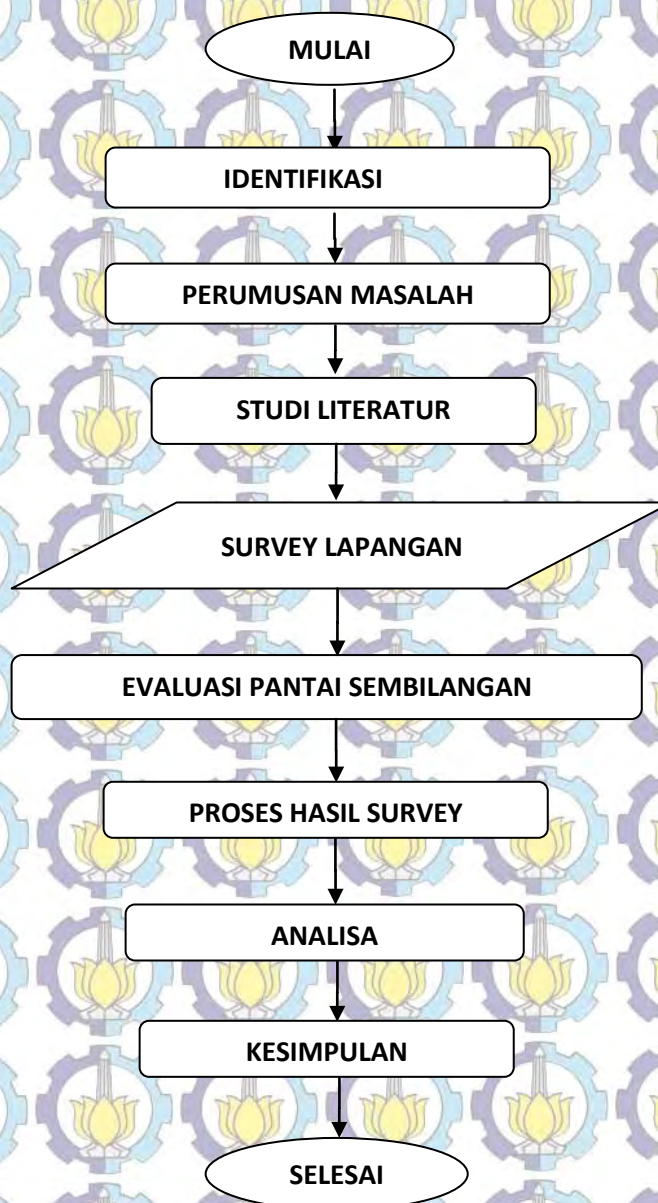 MULAI
IDENTIFIKASI
PERUMUSAN MASALAH
STUDI LITERATUR
SURVEY LAPANGAN
EVALUASI PANTAI SEMBILANGAN
PROSES HASIL SURVEY
ANALISA
KESIMPULAN
SELESAI